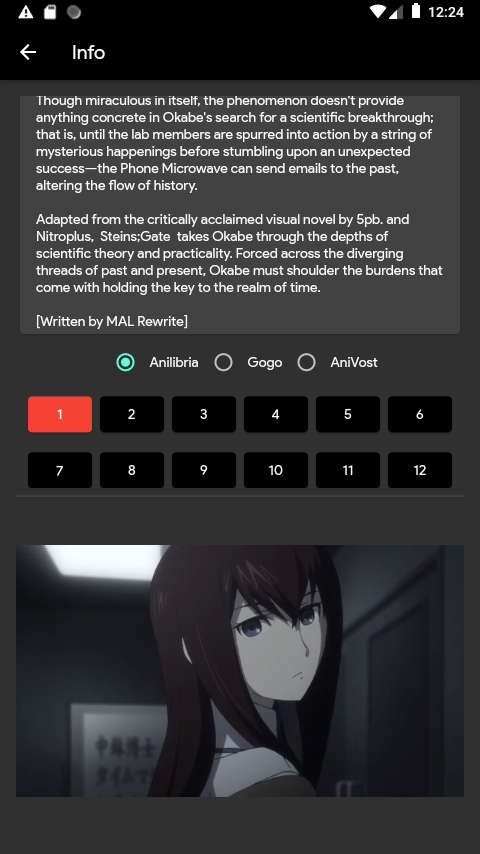 12:24
Info
Though miraculous in itself, the phenomenon doesn't provide
anything concrete in Okabe's search for a scientific breakthrough;
that is, until the lab members are spurred into action by a string of
mysterious happenings before stumbling upon an unexpected
success—the Phone Microwave can send emails to the past,
altering the flow of history.
Adapted from the critically acclaimed visual novel by 5pb. and
Nitroplus,  Steins;Gate  takes Okabe through the depths of
scientific theory and practicality. Forced across the diverging
threads of past and present, Okabe must shoulder the burdens that
come with holding the key to the realm of time.
[Written by MAL Rewrite]
Anilibria Gogo AniVost
1 2 3 4 5 6
7 8 9 10 11 12
中鉢博士
タイムマ